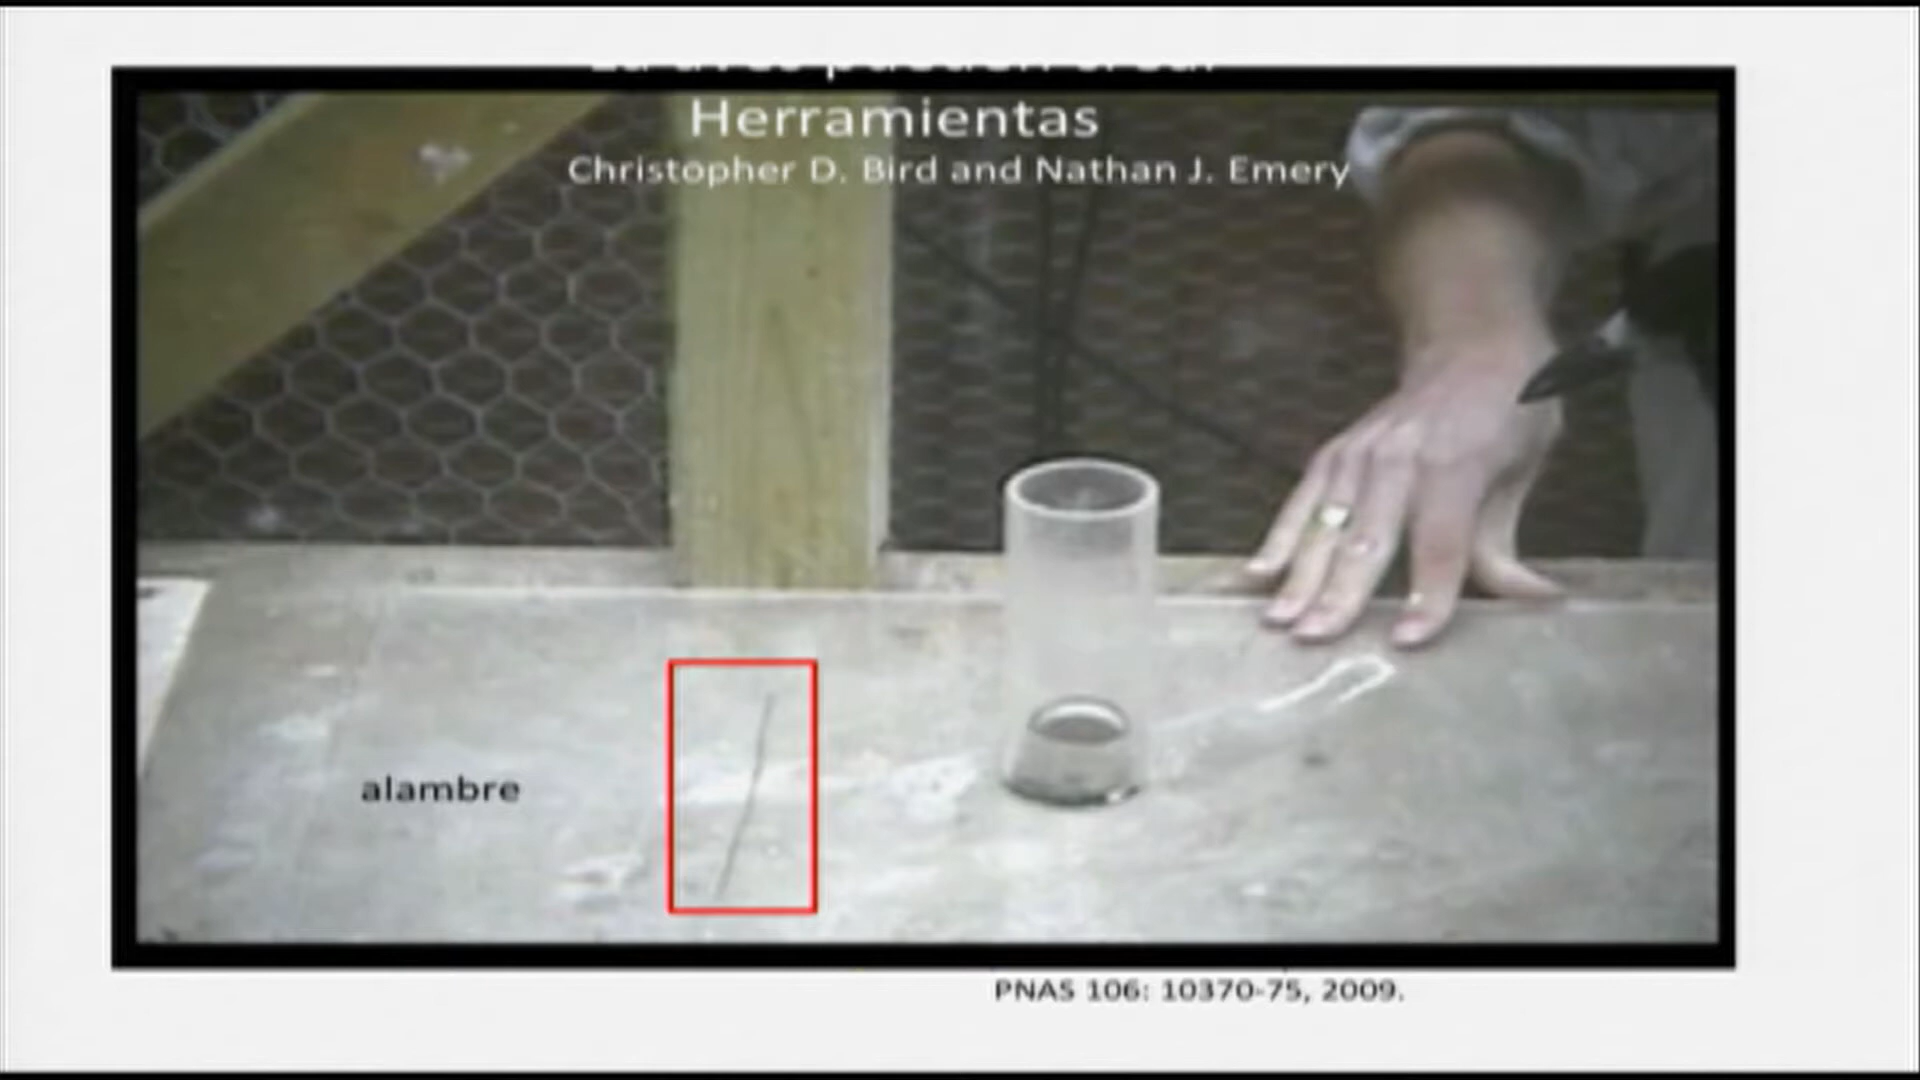 Herramientas
Christopher D. Bird and Nathan J. Emery
alambre
PNAS 106: 10370-75, 2009.